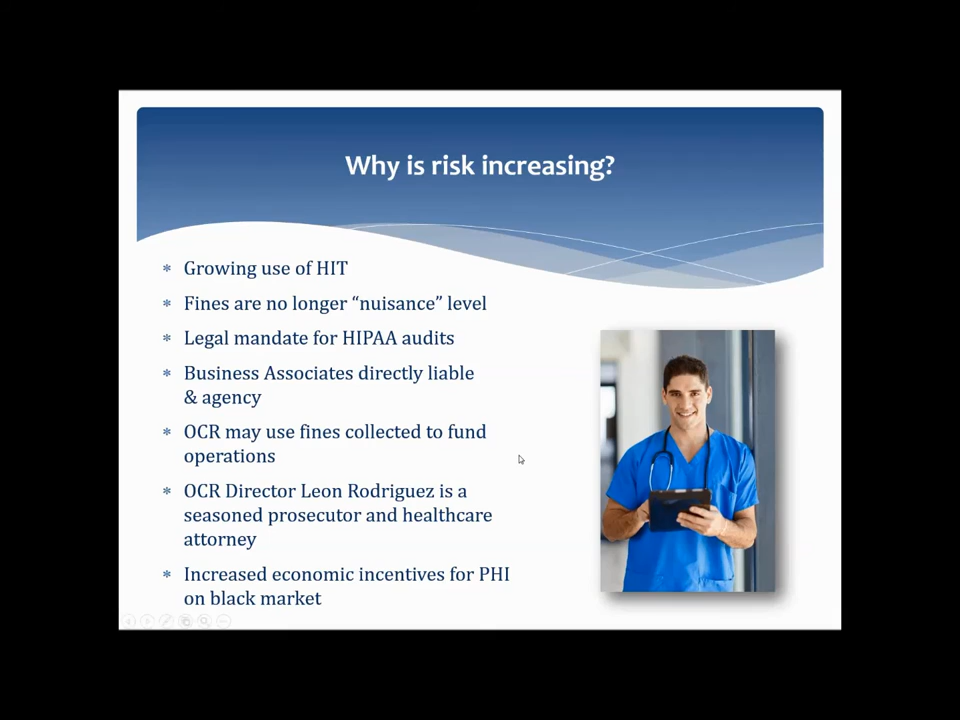 Why is risk increasing?
* Growing use of HIT
* Fines are no longer “nuisance” level
* Legal mandate for HIPAA audits
* Business Associates directly liable
& agency
* OCR may use fines collected to fund
operations
* OCR Director Leon Rodriguez is a
seasoned prosecutor and healthcare
attorney
* Increased economic incentives for PHI
on black market